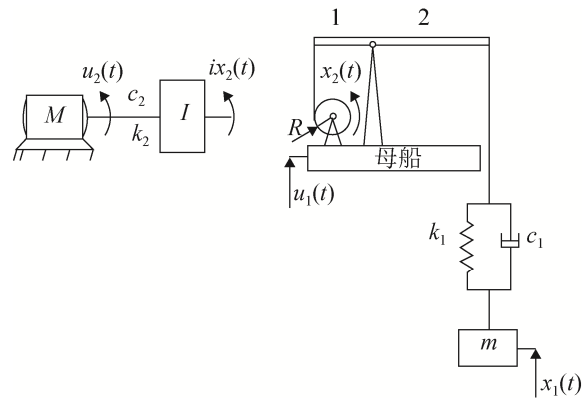 1 2
u₂(t) ix₂(t) x₂(t)
c₂
M I
k₂ R
母船
u₁(t)
k₁ c₁
m
x₁(t)